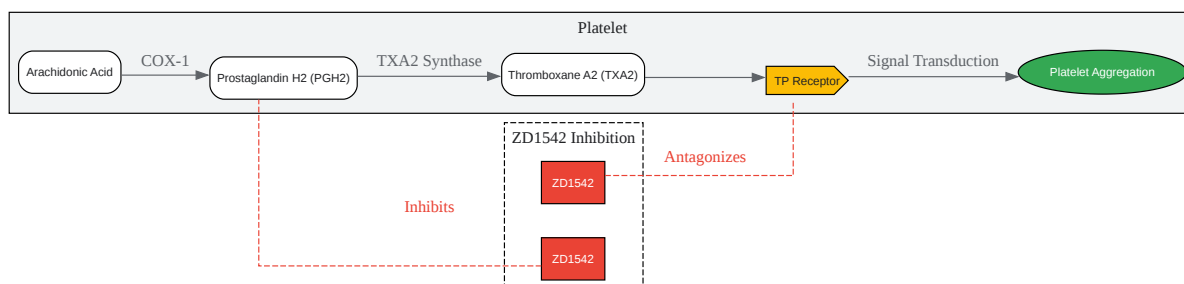 Platelet
Arachidonic Acid
COX-1
Prostaglandin H2 (PGH2)
TXA2 Synthase
Thromboxane A2 (TXA2)
TP Receptor
Signal Transduction
Platelet Aggregation
ZD1542 Inhibition
ZD1542
Antagonizes
Inhibits
ZD1542